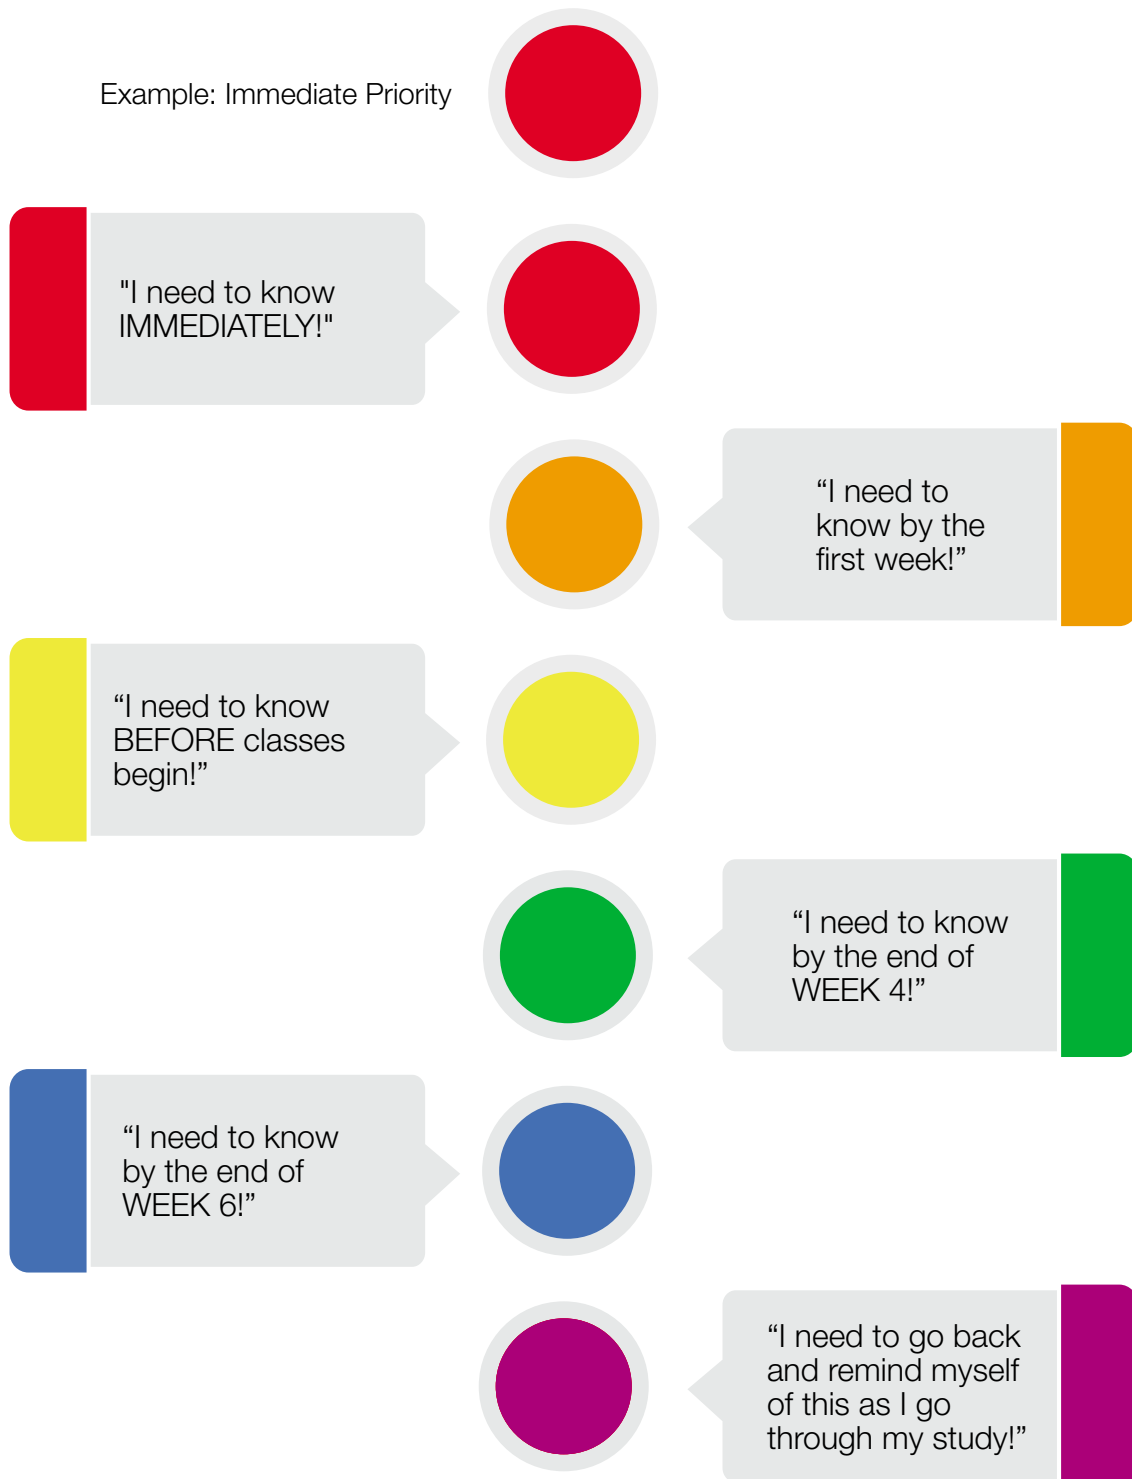 Example: Immediate Priority
"I need to know
IMMEDIATELY!"
“I need to
know by the
first week!”
“I need to know
BEFORE classes
begin!”
“I need to know
by the end of
WEEK 4!”
“I need to know
by the end of
WEEK 6!”
“I need to go back
and remind myself
of this as I go
through my study!”